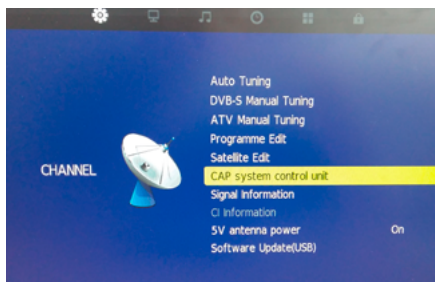 Auto Tuning
DVB-S Manual Tuning
ATV Manual Tuning
Programme Edit
Satellite Edit
CHANNEL
CAP system control unit
Signal Information
CI Information
5V antenna power On
Software Update(USB)